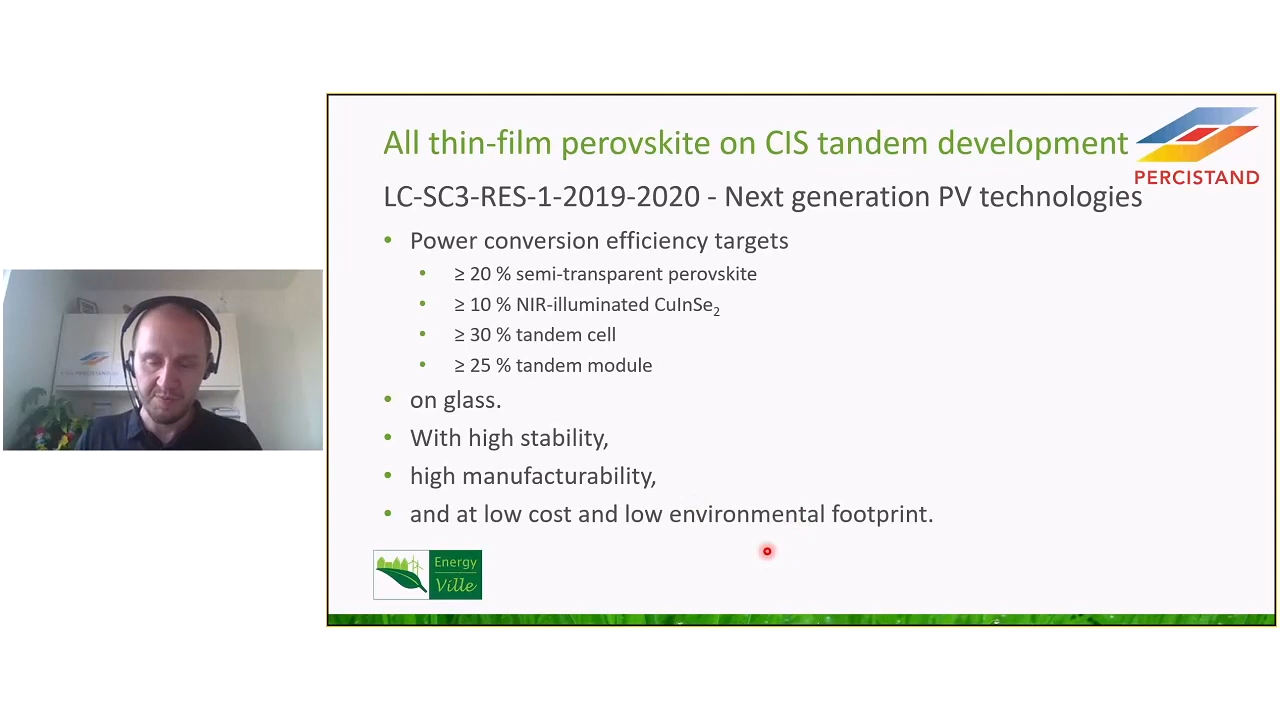 All thin-film perovskite on CIS tandem development
PERCISTAND
LC-SC3-RES-1-2019-2020 - Next generation PV technologies
• Power conversion efficiency targets
• ≥ 20 % semi-transparent perovskite
• ≥ 10 % NIR-illuminated CuInSe2
• ≥ 30 % tandem cell
• ≥ 25 % tandem module
• on glass.
• With high stability,
• high manufacturability,
• and at low cost and low environmental footprint.
Energy
Ville